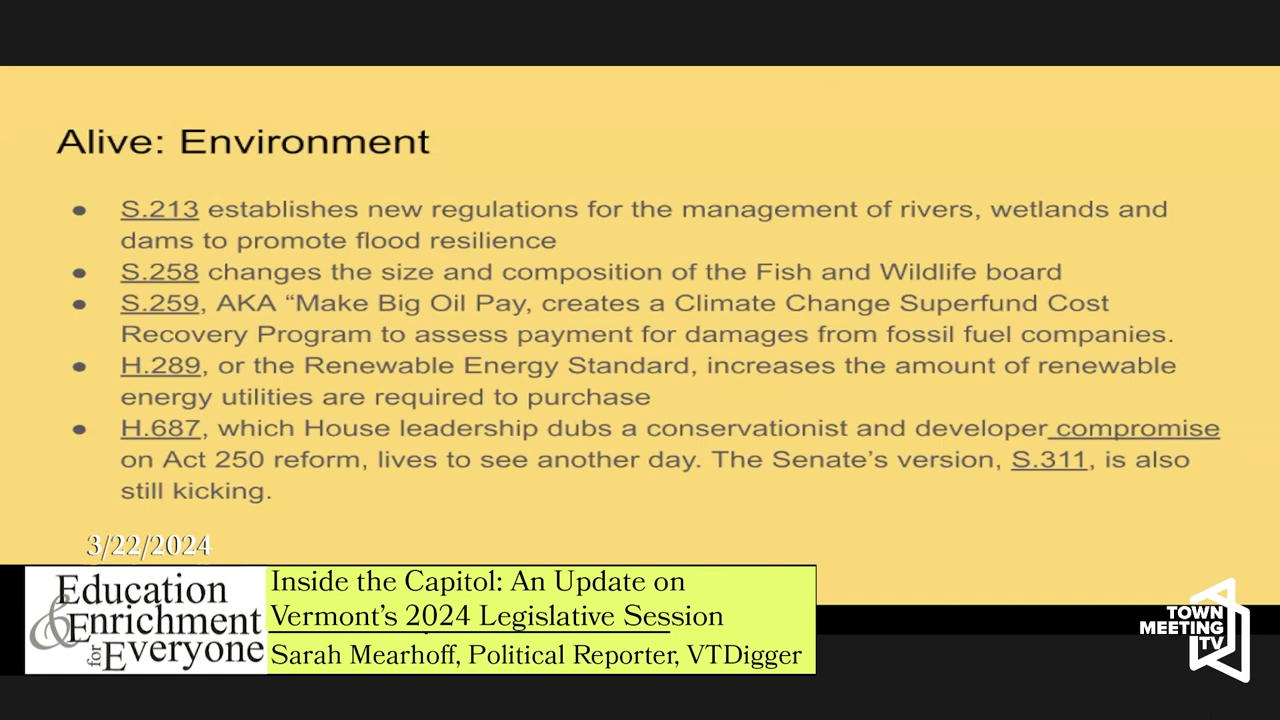 Alive: Environment
● S.213 establishes new regulations for the management of rivers, wetlands and
dams to promote flood resilience
● S.258 changes the size and composition of the Fish and Wildlife board
● S.259, AKA “Make Big Oil Pay, creates a Climate Change Superfund Cost
Recovery Program to assess payment for damages from fossil fuel companies.
● H.289, or the Renewable Energy Standard, increases the amount of renewable
energy utilities are required to purchase
● H.687, which House leadership dubs a conservationist and developer compromise
on Act 250 reform, lives to see another day. The Senate’s version, S.311, is also
still kicking.
3/22/2024
Education
& Enrichment
for Everyone
Inside the Capitol: An Update on
Vermont’s 2024 Legislative Session
Sarah Mearhoff, Political Reporter, VTDigger
TOWN
MEETING
TV